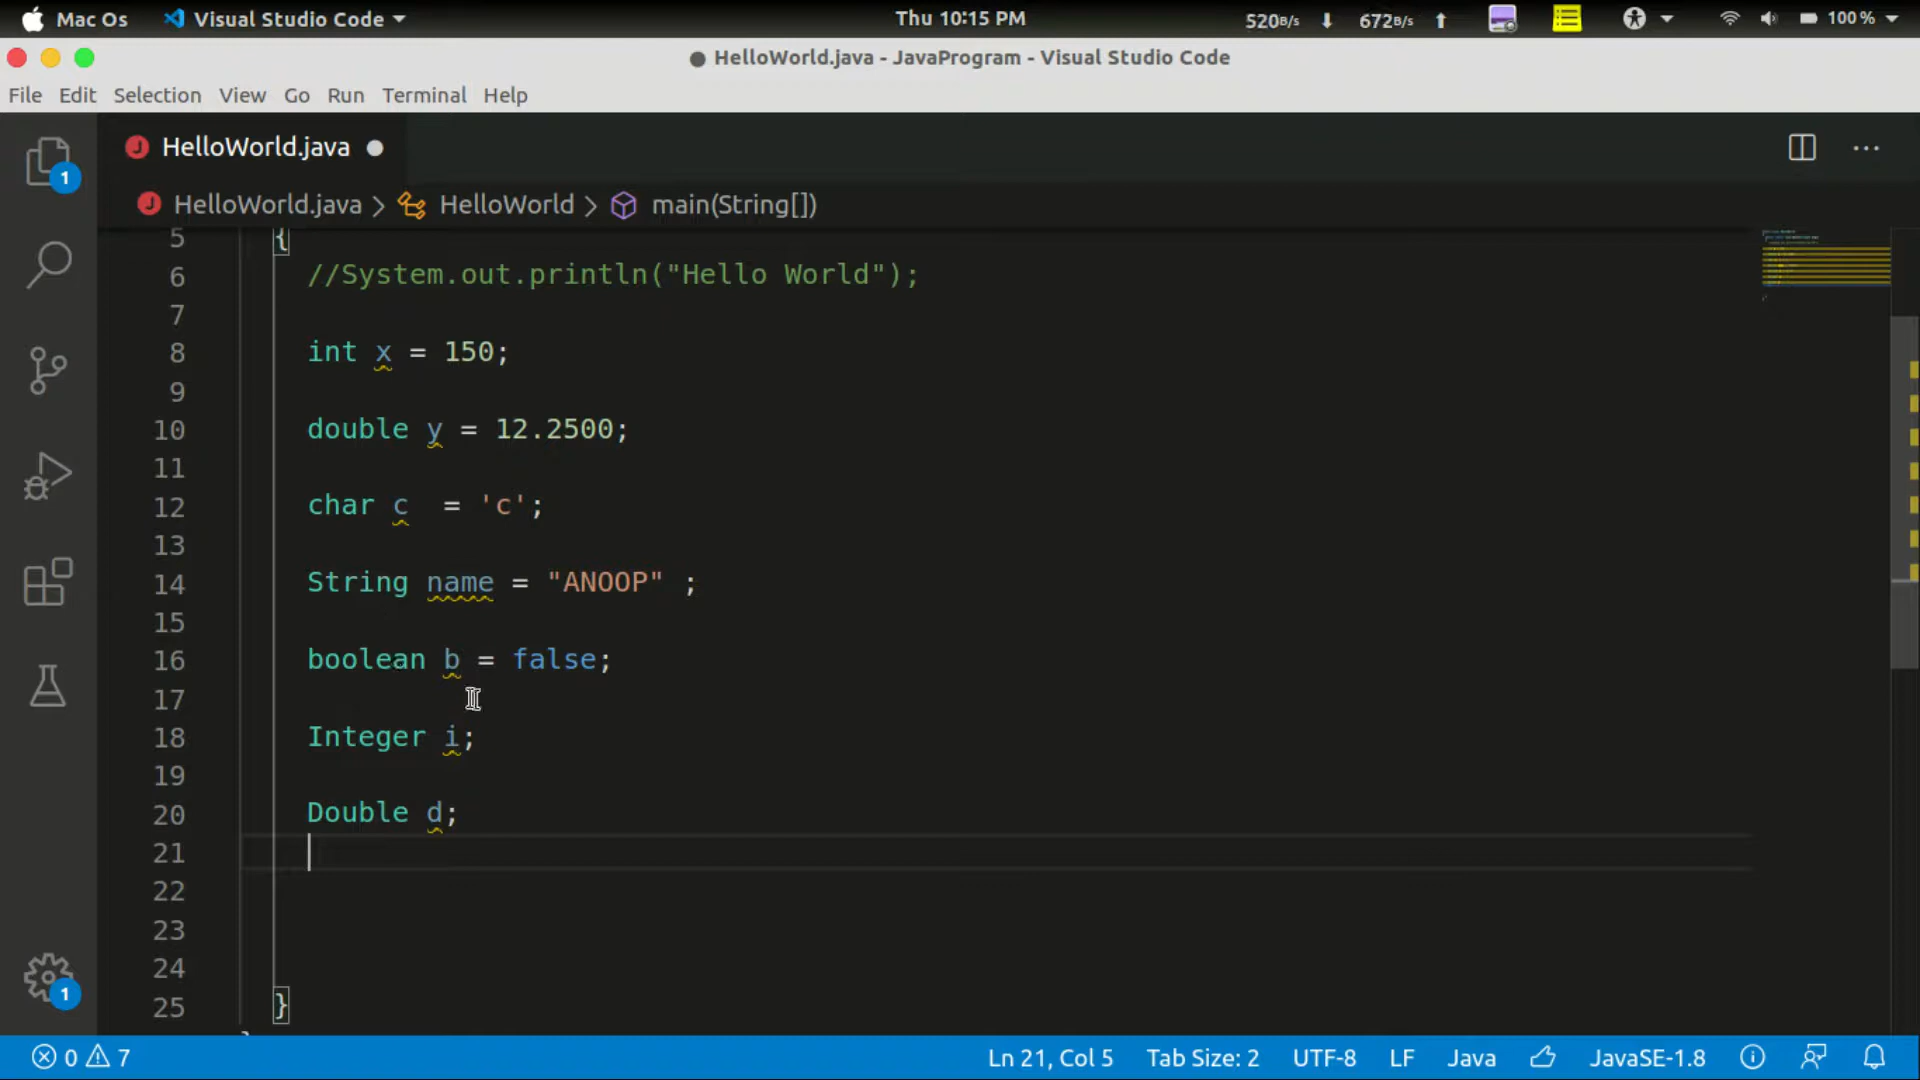 Mac Os Visual Studio Code Thu 10:15 PM 520B/s 672B/s 100 %
HelloWorld.java - JavaProgram - Visual Studio Code
File Edit Selection View Go Run Terminal Help
1 HelloWorld.java
HelloWorld.java > HelloWorld > main(String[])
5 {
6 //System.out.println("Hello World");
7
8 int x = 150;
9
10 double y = 12.2500;
11
12 char c  = 'c';
13
14 String name = "ANOOP" ;
15
16 boolean b = false;
17
18 Integer i;
19
20 Double d;
21
22
23
24
25 }
1
0 7 Ln 21, Col 5 Tab Size: 2 UTF-8 LF Java JavaSE-1.8